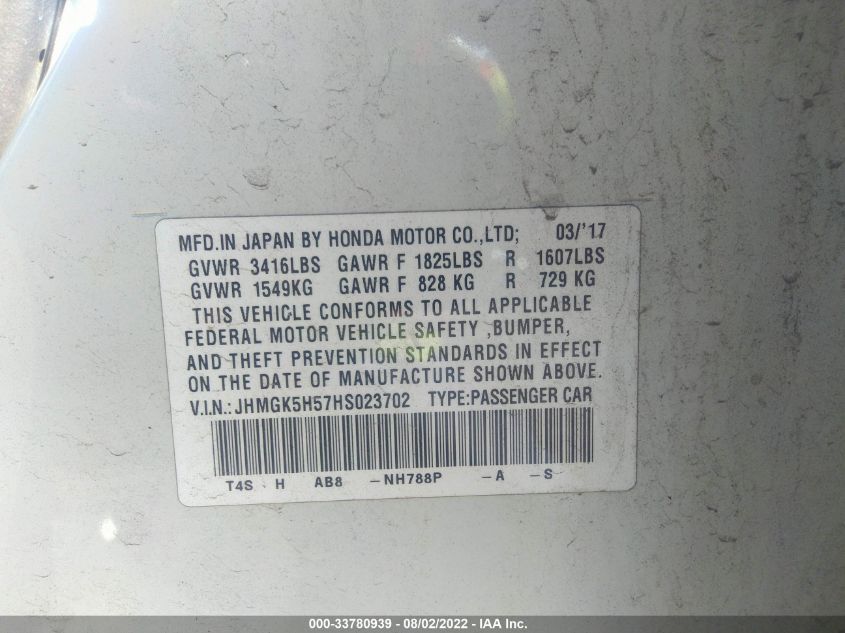 MFD.IN JAPAN BY HONDA MOTOR CO.,LTD; 03/'17
GVWR 3416LBS GAWR F 1825LBS R 1607LBS
GVWR 1549KG GAWR F 828 KG R 729 KG
THIS VEHICLE CONFORMS TO ALL APPLICABLE
FEDERAL MOTOR VEHICLE SAFETY ,BUMPER,
AND THEFT PREVENTION STANDARDS IN EFFECT
ON THE DATE OF MANUFACTURE SHOWN ABOVE.
V.I.N.:JHMGK5H57HS023702 TYPE:PASSENGER CAR
T4S H AB8 -NH788P -A -S
000-33780939 - 08/02/2022 - IAA Inc.